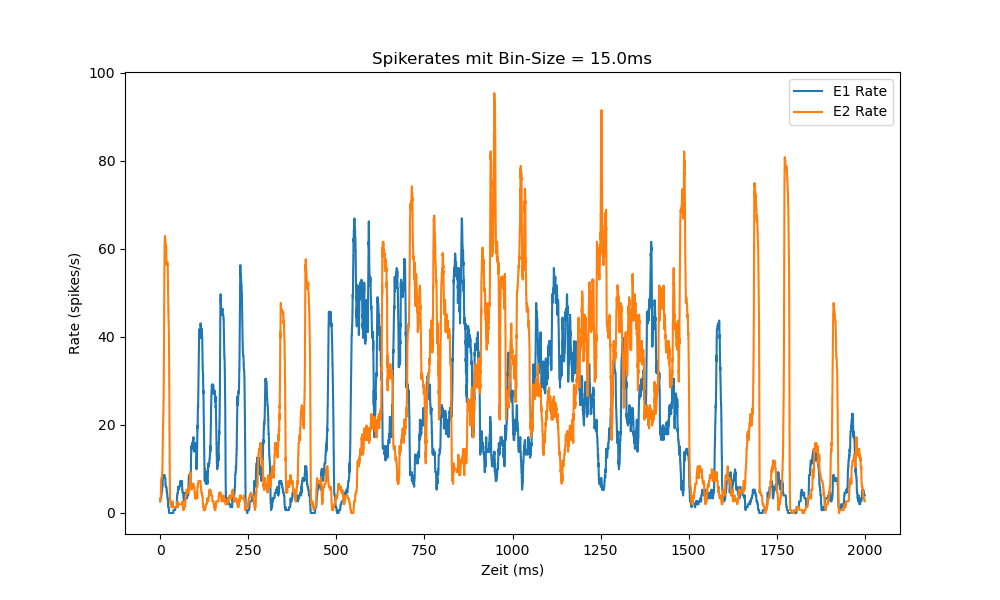 Spikerates mit Bin-Size = 15.0ms
E1 Rate
E2 Rate
100
80
60
40
20
0
Rate (spikes/s)
0 250 500 750 1000 1250 1500 1750 2000
Zeit (ms)